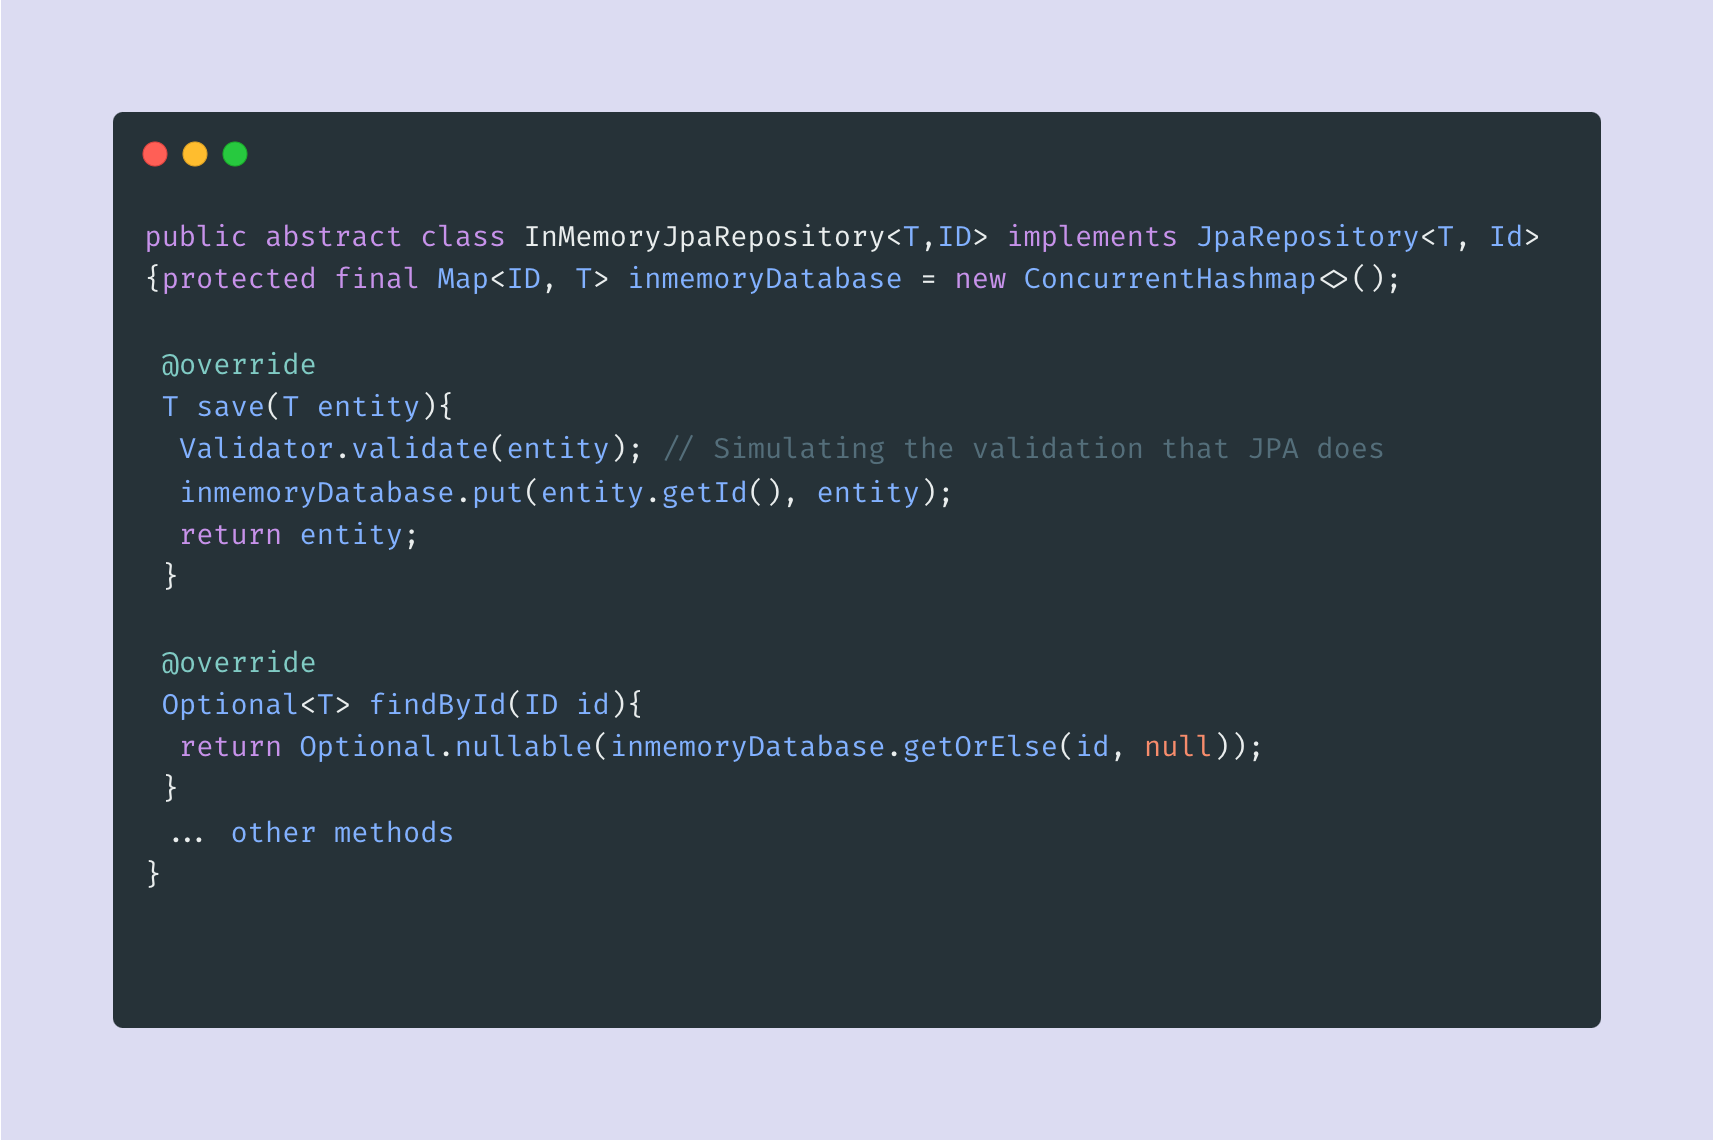 public abstract class InMemoryJpaRepository<T,ID> implements JpaRepository<T, Id>
{protected final Map<ID, T> inmemoryDatabase = new ConcurrentHashmap<>();
@override
T save(T entity){
Validator.validate(entity); // Simulating the validation that JPA does
inmemoryDatabase.put(entity.getId(), entity);
return entity;
}
@override
Optional<T> findById(ID id){
return Optional.nullable(inmemoryDatabase.getOrElse(id, null));
}
... other methods
}